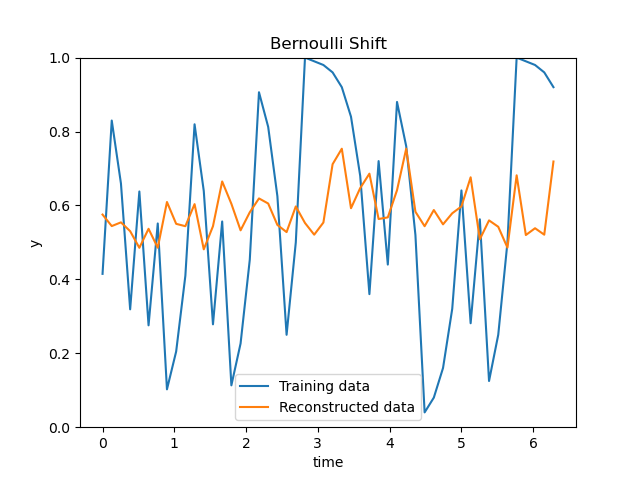 Bernoulli Shift
1.0
0.8
0.6
0.4
0.2
0.0
y
Training data
Reconstructed data
0 1 2 3 4 5 6
time